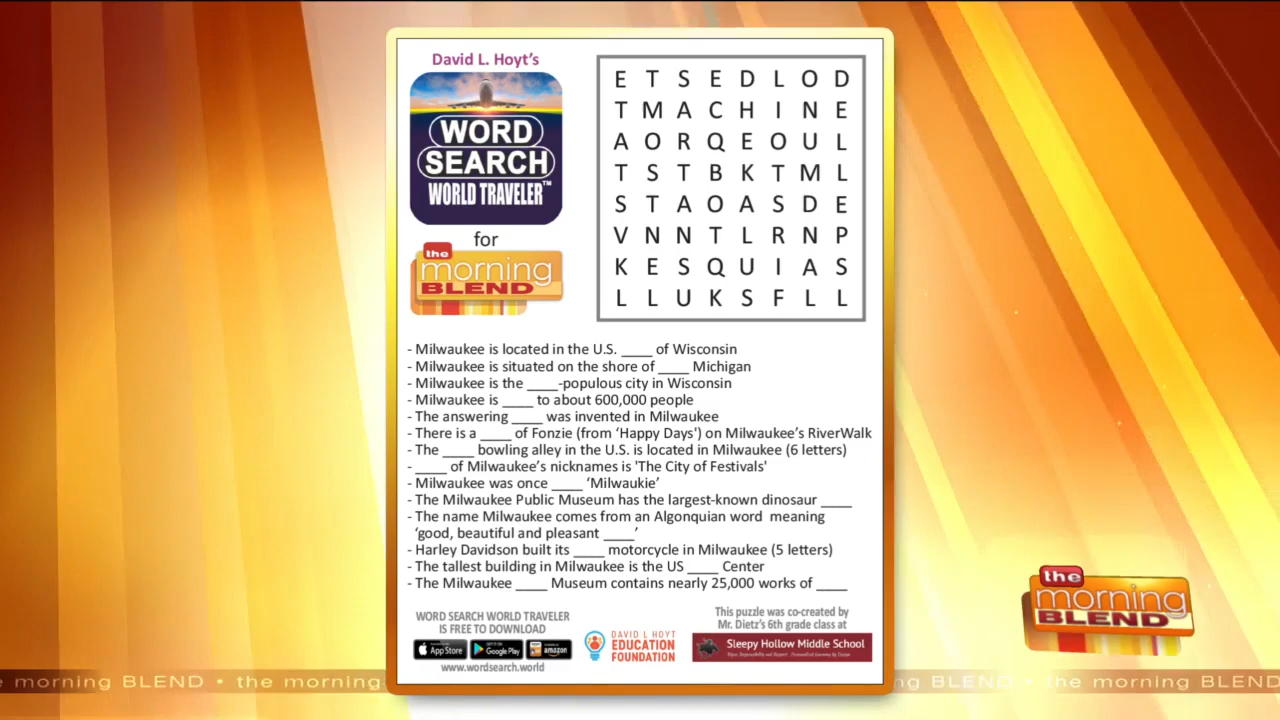 David L. Hoyt's
WORD
SEARCH
WORLD TRAVELER™
for
the
morning
BLEND
E T S E D L O D
T M A C H I N E
A O R Q E O U L
T S T B K T M L
S T A O A S D E
V N N T L R N P
K E S Q U I A S
L L U K S F L L
- Milwaukee is located in the U.S. ____ of Wisconsin
- Milwaukee is situated on the shore of ____ Michigan
- Milwaukee is the ____-populous city in Wisconsin
- Milwaukee is ____ to about 600,000 people
- The answering ____ was invented in Milwaukee
- There is a ____ of Fonzie (from ‘Happy Days') on Milwaukee’s RiverWalk
- The ____ bowling alley in the U.S. is located in Milwaukee (6 letters)
- ____ of Milwaukee’s nicknames is 'The City of Festivals'
- Milwaukee was once ____ ‘Milwaukie’
- The Milwaukee Public Museum has the largest-known dinosaur ____
- The name Milwaukee comes from an Algonquian word meaning
‘good, beautiful and pleasant ____’
- Harley Davidson built its ____ motorcycle in Milwaukee (5 letters)
- The tallest building in Milwaukee is the US ____ Center
- The Milwaukee ____ Museum contains nearly 25,000 works of ____
WORD SEARCH WORLD TRAVELER
IS FREE TO DOWNLOAD
App Store
Google Play
amazon
www.wordsearch.world
DAVID L HOYT
EDUCATION
FOUNDATION
This puzzle was co-created by
Mr. Dietz’s 6th grade class at
Sleepy Hollow Middle School
the
morning
BLEND
e morning BLEND • the morning
ng BLEND • the morning BLEND